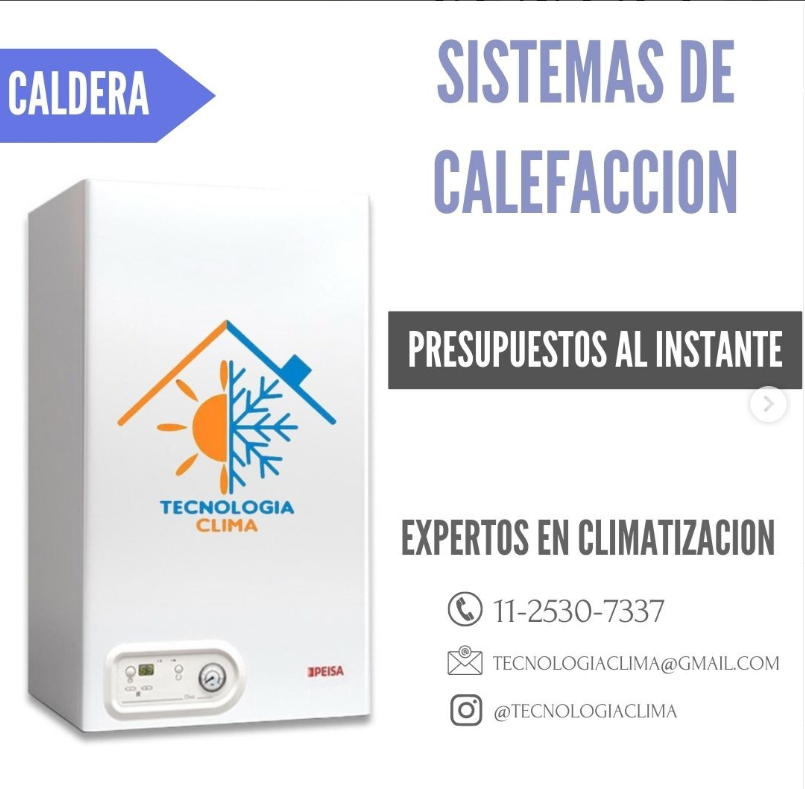 CALDERA
SISTEMAS DE
CALEFACCION
PRESUPUESTOS AL INSTANTE
TECNOLOGIA
CLIMA
EXPERTOS EN CLIMATIZACION
11-2530-7337
TECNOLOGIACLIMA@GMAIL.COM
@TECNOLOGIACLIMA
PEISA